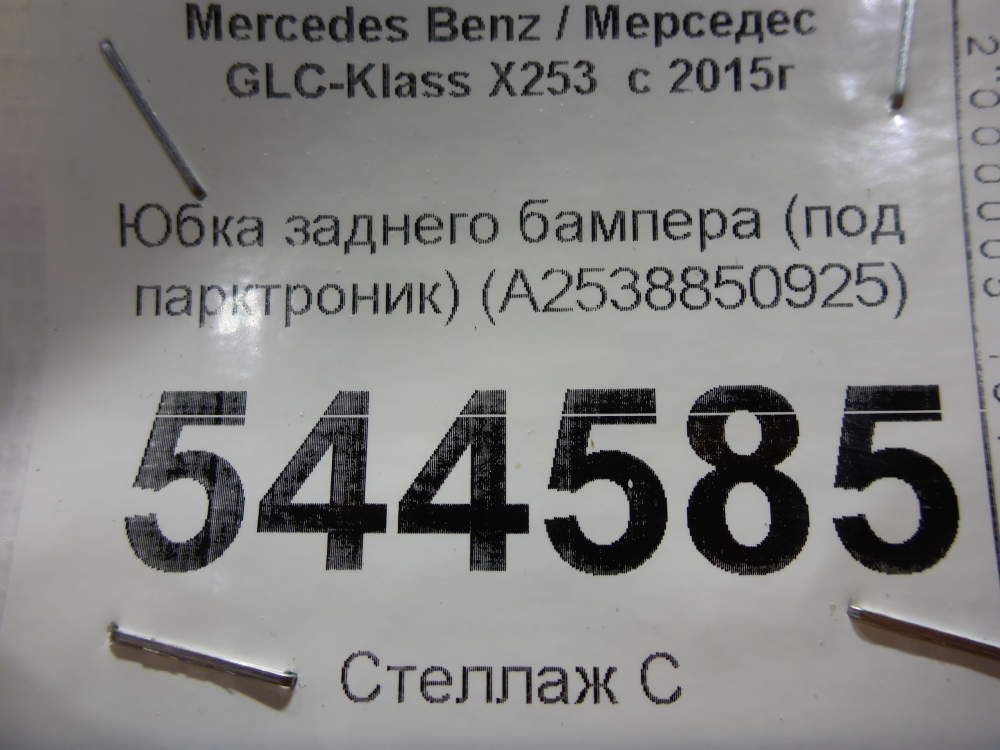 Mercedes Benz / Мерседес
GLC-Klass X253 с 2015г
Юбка заднего бампера (под
парктроник) (A2538850925)
544585
Стеллаж С